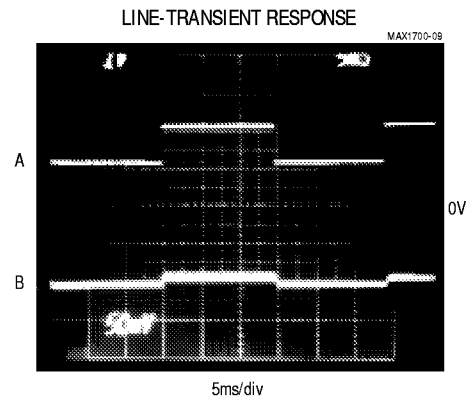 LINE-TRANSIENT RESPONSE
MAX1700-09
A
0V
B
5ms/div